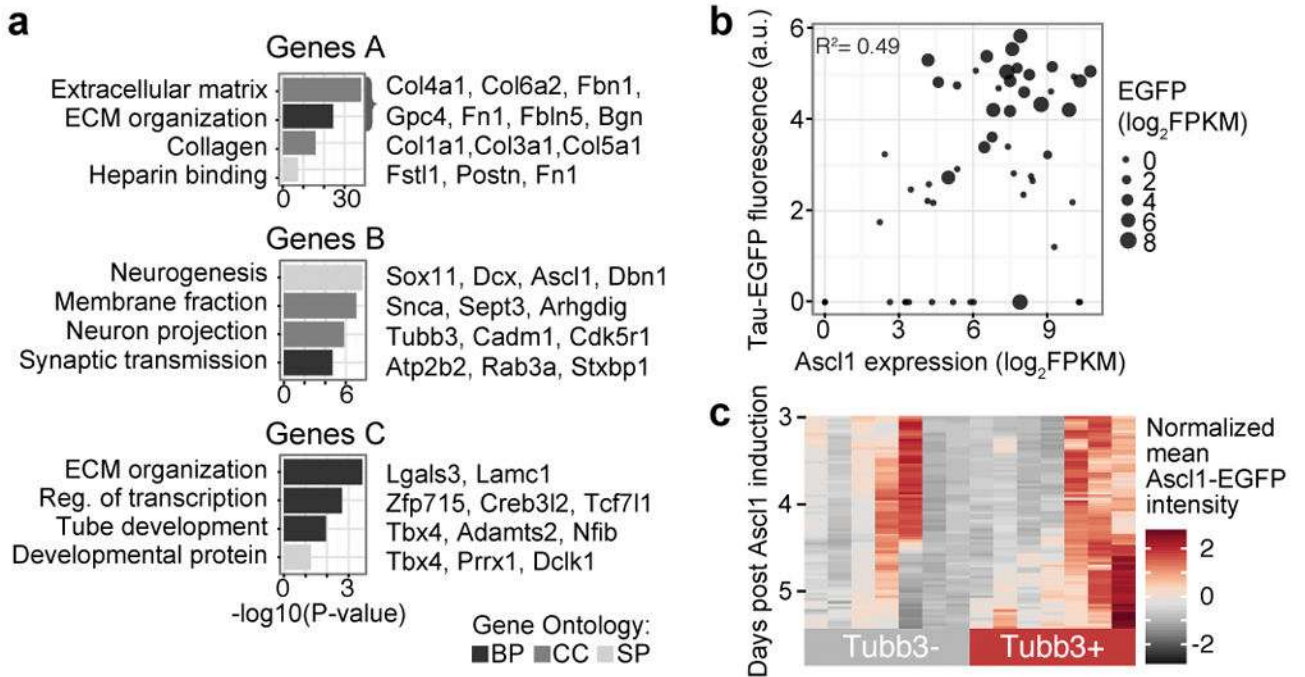 a
Genes A
Extracellular matrix
ECM organization
Collagen
Heparin binding
0 30
Col4a1, Col6a2, Fbn1,
Gpc4, Fn1, Fbln5, Bgn
Col1a1,Col3a1,Col5a1
Fstl1, Postn, Fn1
Genes B
Neurogenesis
Membrane fraction
Neuron projection
Synaptic transmission
0 6
Sox11, Dcx, Ascl1, Dbn1
Snca, Sept3, Arhgdig
Tubb3, Cadm1, Cdk5r1
Atp2b2, Rab3a, Stxbp1
Genes C
ECM organization
Reg. of transcription
Tube development
Developmental protein
0 3
-log10(P-value)
Lgals3, Lamc1
Zfp715, Creb3l2, Tcf7l1
Tbx4, Adamts2, Nfib
Tbx4, Prrx1, Dclk1
Gene Ontology:
BP CC SP
b
Tau-EGFP fluorescence (a.u.)
6
4
2
0
R²= 0.49
0 3 6 9
Ascl1 expression (log₂FPKM)
EGFP
(log₂FPKM)
0
2
4
6
8
c
Days post Ascl1 induction
3
4
5
Tubb3- Tubb3+
Normalized
mean
Ascl1-EGFP
intensity
2
0
-2